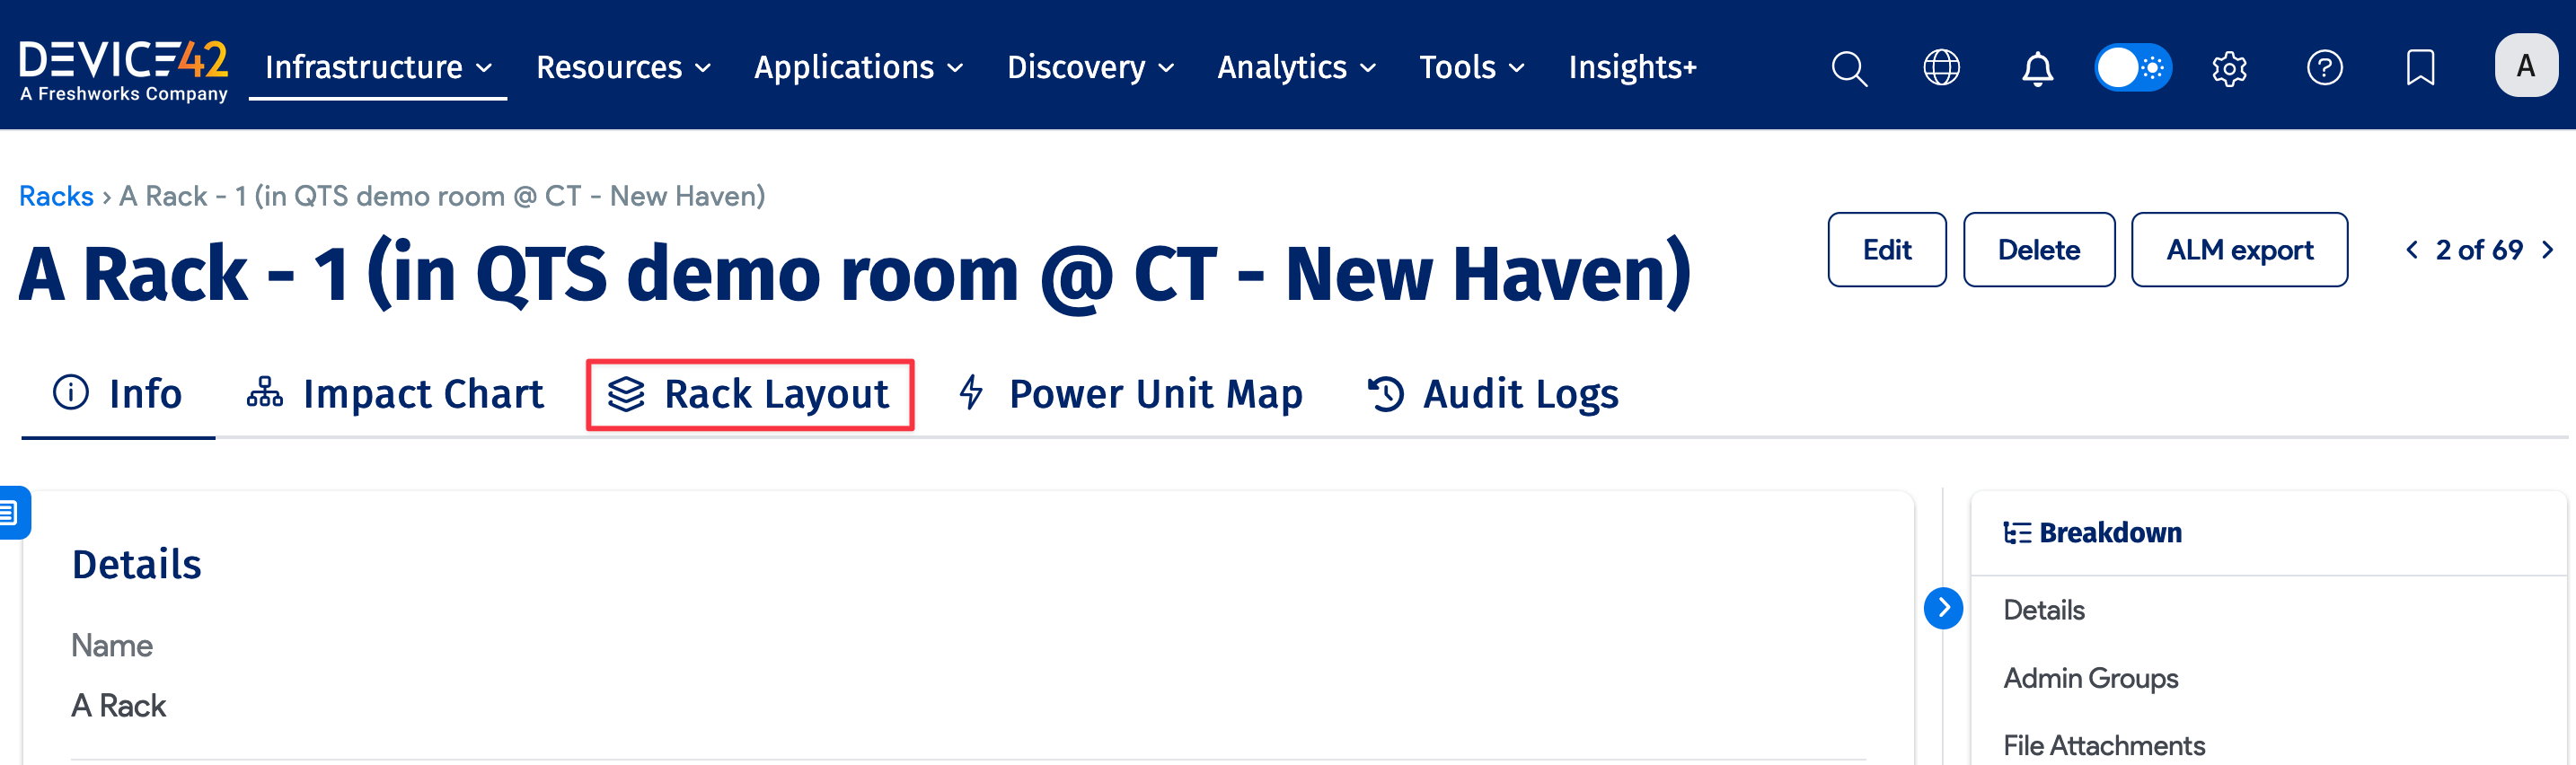 DEVICE42
A Freshworks Company
Infrastructure Resources Applications Discovery Analytics Tools Insights+
A
Racks › A Rack - 1 (in QTS demo room @ CT - New Haven)
A Rack - 1 (in QTS demo room @ CT - New Haven)
Edit Delete ALM export < 2 of 69 >
Info Impact Chart Rack Layout Power Unit Map Audit Logs
Details
Name
A Rack
Breakdown
Details
Admin Groups
File Attachments